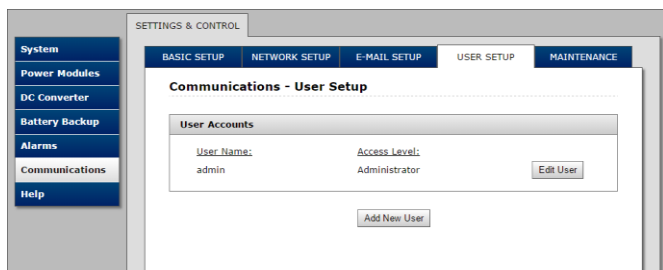 SETTINGS & CONTROL
System
Power Modules
DC Converter
Battery Backup
Alarms
Communications
Help
BASIC SETUP NETWORK SETUP E-MAIL SETUP USER SETUP MAINTENANCE
Communications - User Setup
User Accounts
User Name: Access Level:
admin Administrator Edit User
Add New User